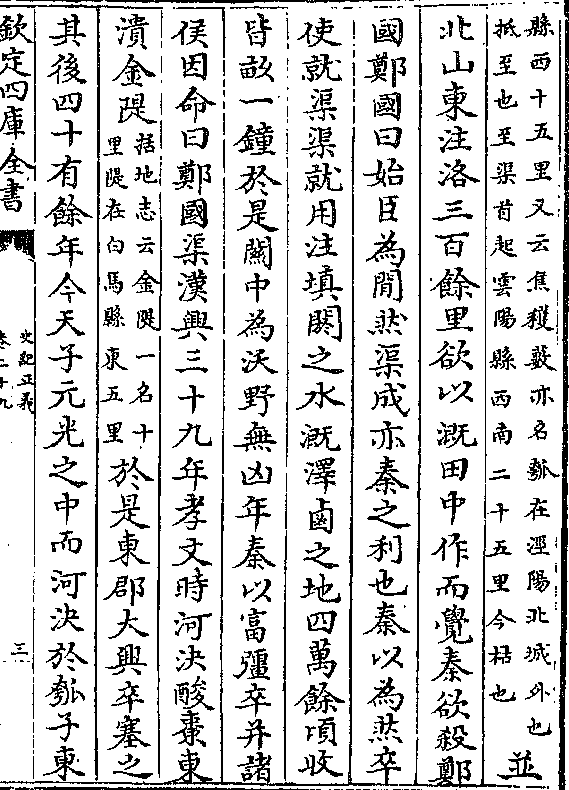 縣西十五里又云焦穫藪亦名瓠在涇陽北城外也
抵至也至渠首起雲陽縣西南二十五里今枯也
並
北山東注洛三百餘里欲以溉田中作而覺秦欲殺鄭
國鄭國曰始臣為間然渠成亦秦之利也秦以為然卒
使就渠渠就用注填閼之水溉澤鹵之地四萬餘頃收
皆畝一鐘於是關中為沃野無凶年秦以富彊卒并諸
侯因命曰鄭國渠漢興三十九年孝文時河決酸棗東
潰金隄
括地志云金隄一名十
里隄在白馬縣東五里
於是東郡大興卒塞之
其後四十有餘年今天子元光之中而河決於瓠子東
欽定四庫全書
史記正義
卷二十九
三